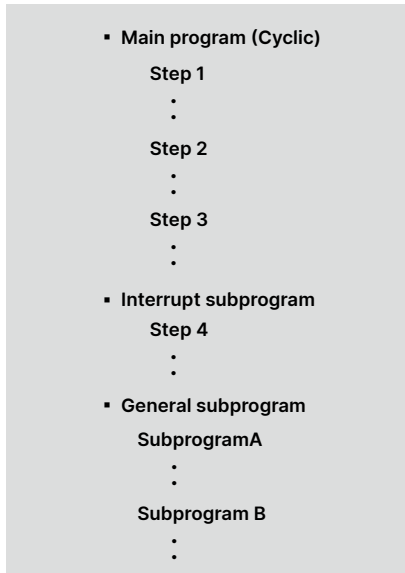 ▪ Main program (Cyclic)
Step 1
•
•
Step 2
•
•
Step 3
•
•
▪ Interrupt subprogram
Step 4
•
•
▪ General subprogram
SubprogramA
•
•
Subprogram B
•
•